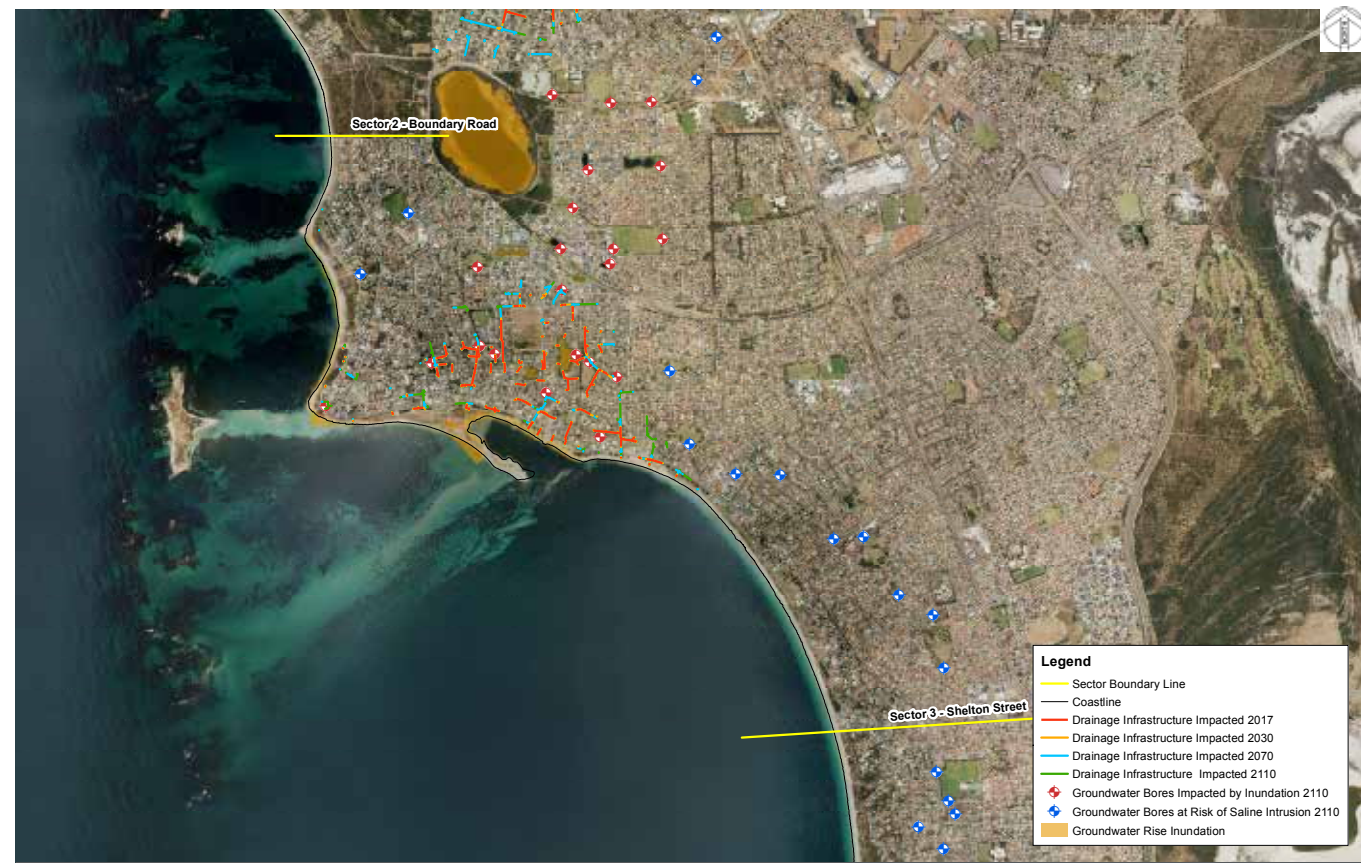 Sector 2 - Boundary Road
Sector 3 - Shelton Street
Legend
Sector Boundary Line
Coastline
Drainage Infrastructure Impacted 2017
Drainage Infrastructure Impacted 2030
Drainage Infrastructure Impacted 2070
Drainage Infrastructure Impacted 2110
Groundwater Bores Impacted by Inundation 2110
Groundwater Bores at Risk of Saline Intrusion 2110
Groundwater Rise Inundation